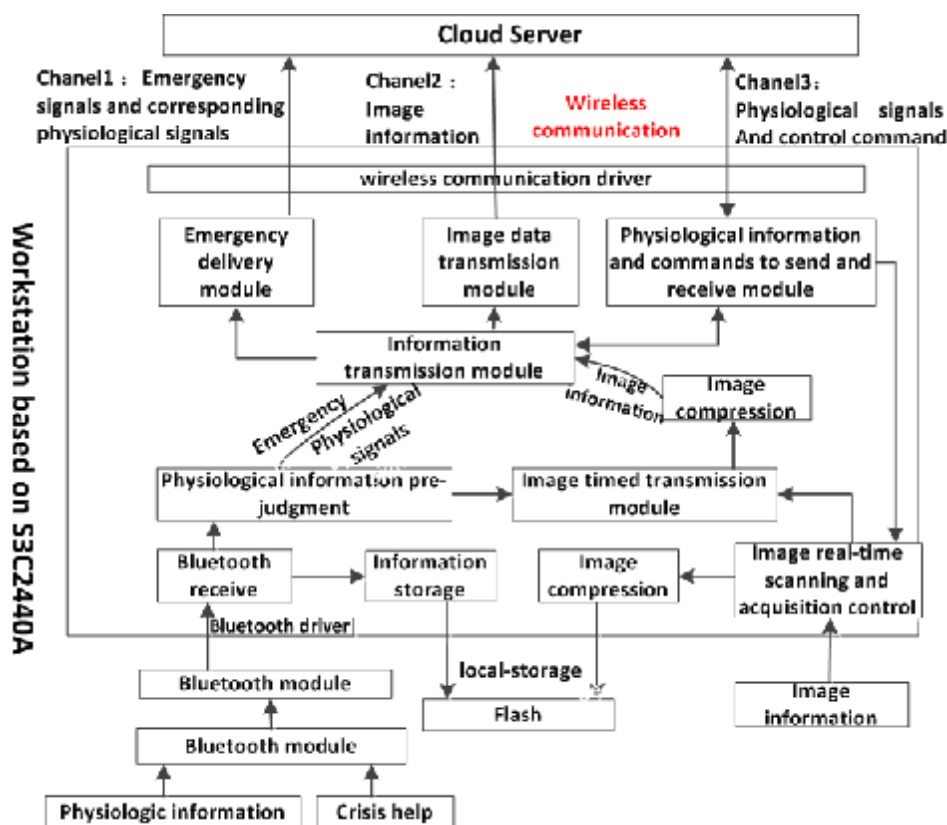 Cloud Server
Chanel1：Emergency
signals and corresponding
physiological signals
Chanel2：
Image
information
Wireless
communication
Chanel3：
Physiological signals
And control command
wireless communication driver
Workstation based on S3C2440A
Emergency
delivery
module
Image data
transmission
module
Physiological information
and commands to send and
receive module
Information
transmission module
Image
information
Image
compression
Emergency
Physiological
signals
Physiological information pre-
judgment
Image timed transmission
module
Bluetooth
receive
Information
storage
Image
compression
Image real-time
scanning and
acquisition control
Bluetooth driver
local-storage
Bluetooth module
Flash
Image
information
Bluetooth module
Physiologic information
Crisis help